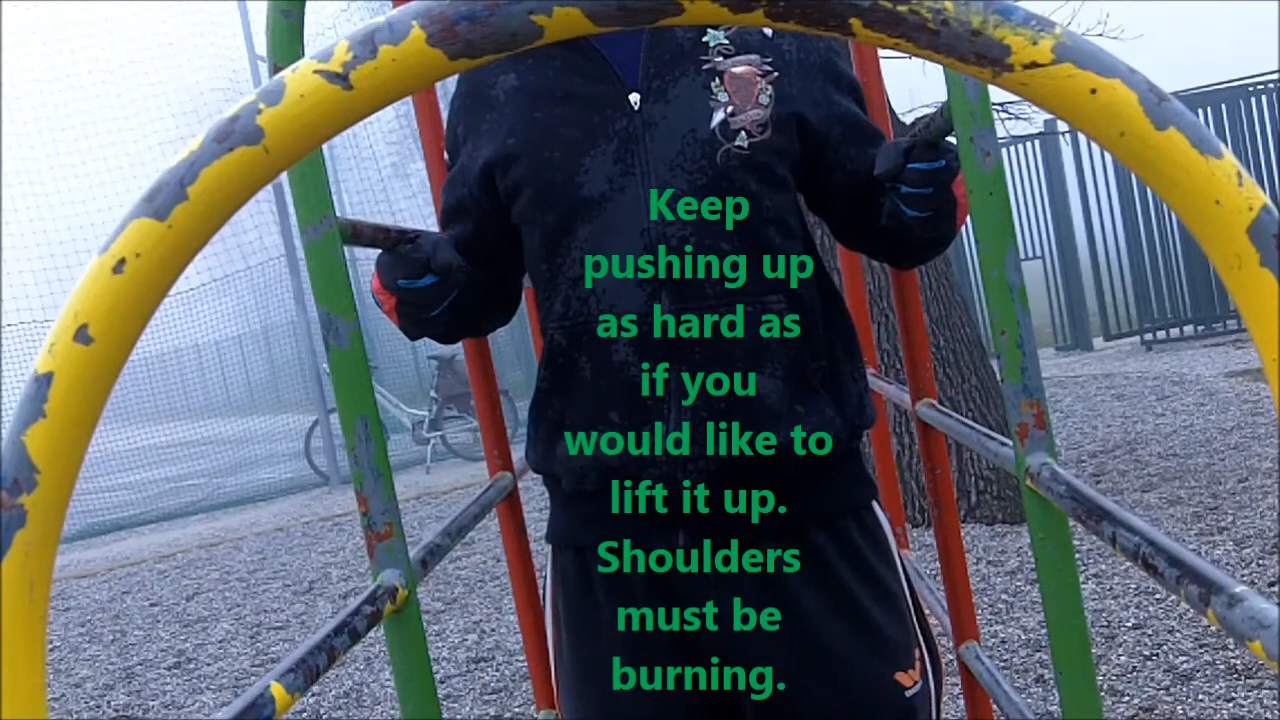 Keep
pushing up
as hard as
if you
would like to
lift it up.
Shoulders
must be
burning.